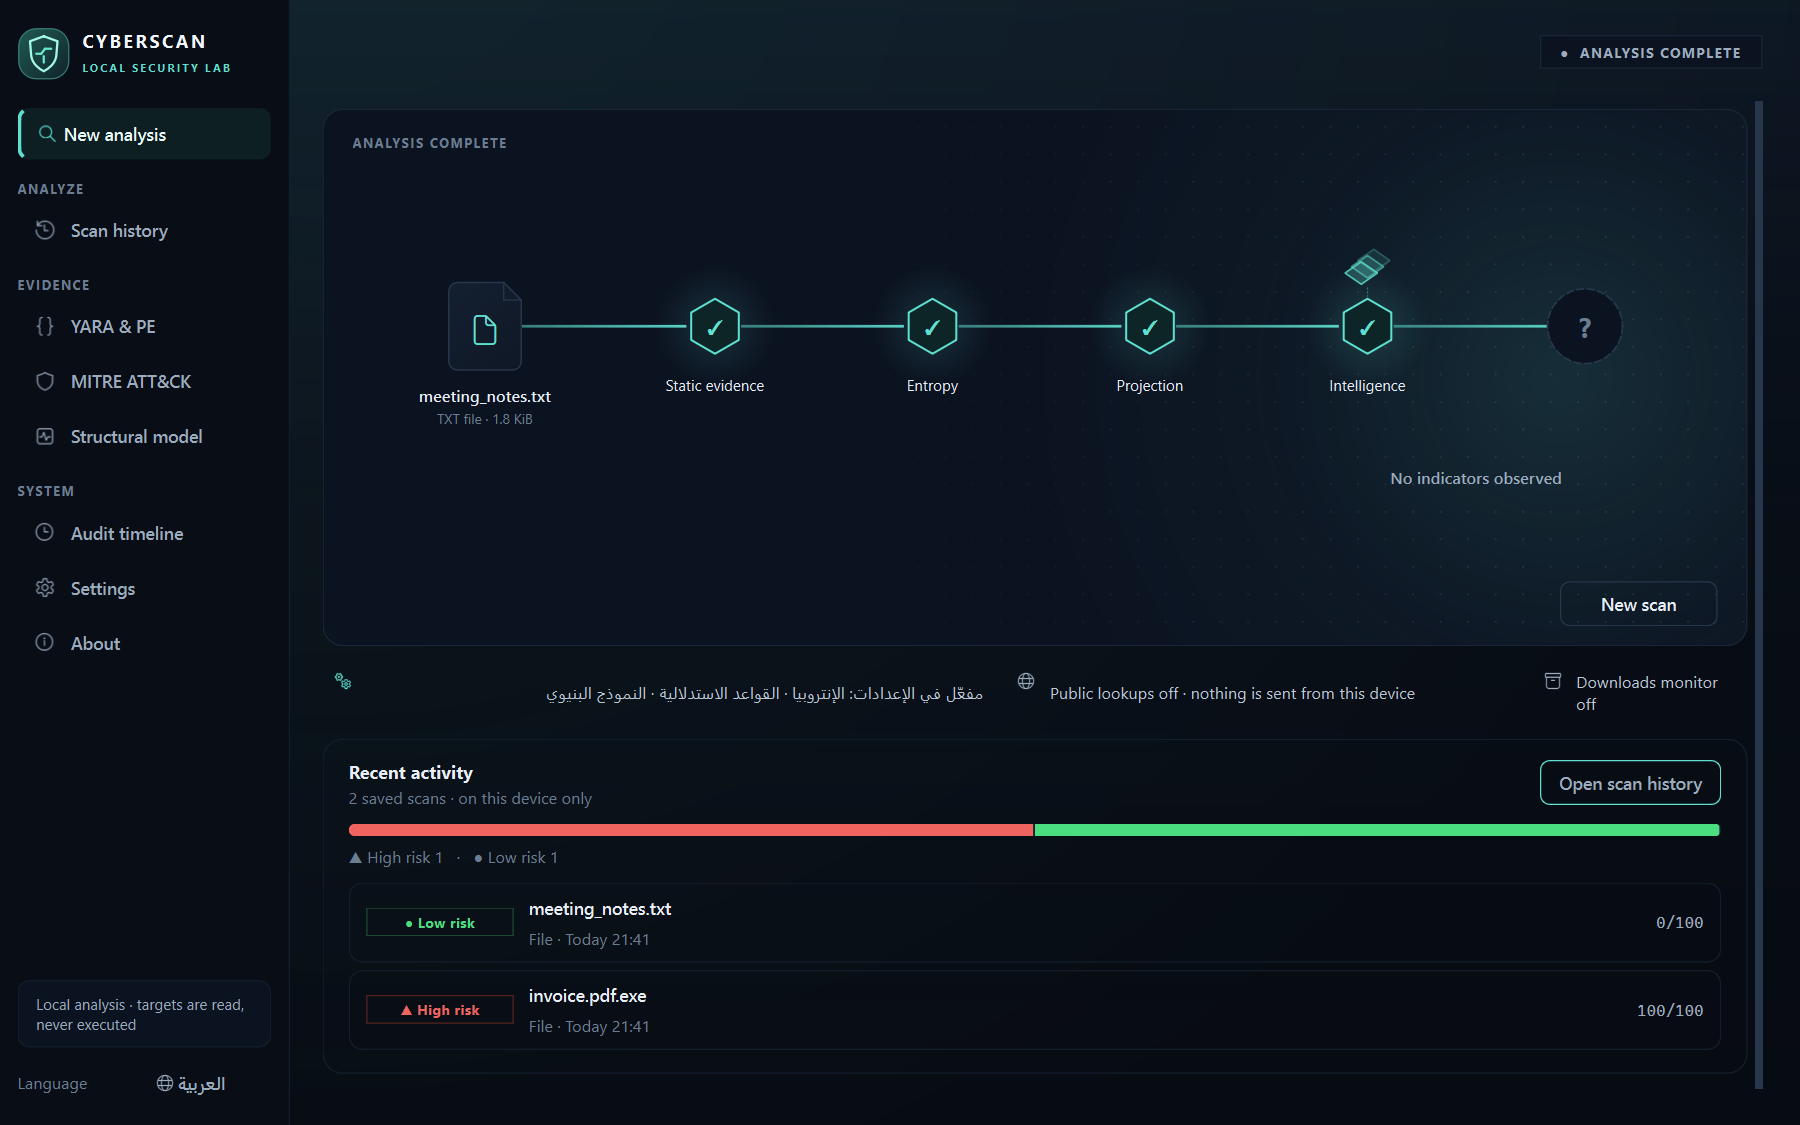 CYBERSCAN
LOCAL SECURITY LAB
New analysis
ANALYZE
Scan history
EVIDENCE
{} YARA & PE
MITRE ATT&CK
Structural model
SYSTEM
Audit timeline
Settings
About
Local analysis · targets are read,
never executed
Language
العربية
● ANALYSIS COMPLETE
ANALYSIS COMPLETE
meeting_notes.txt
TXT file · 1.8 KiB
✓
Static evidence
✓
Entropy
✓
Projection
✓
Intelligence
?
No indicators observed
New scan
مفعّل في الإعدادات: الإنتروبيا · القواعد الاستدلالية · النموذج البنيوي
Public lookups off · nothing is sent from this device
Downloads monitor
off
Recent activity
2 saved scans · on this device only
Open scan history
▲ High risk 1 · ● Low risk 1
● Low risk
meeting_notes.txt
File · Today 21:41
0/100
▲ High risk
invoice.pdf.exe
File · Today 21:41
100/100